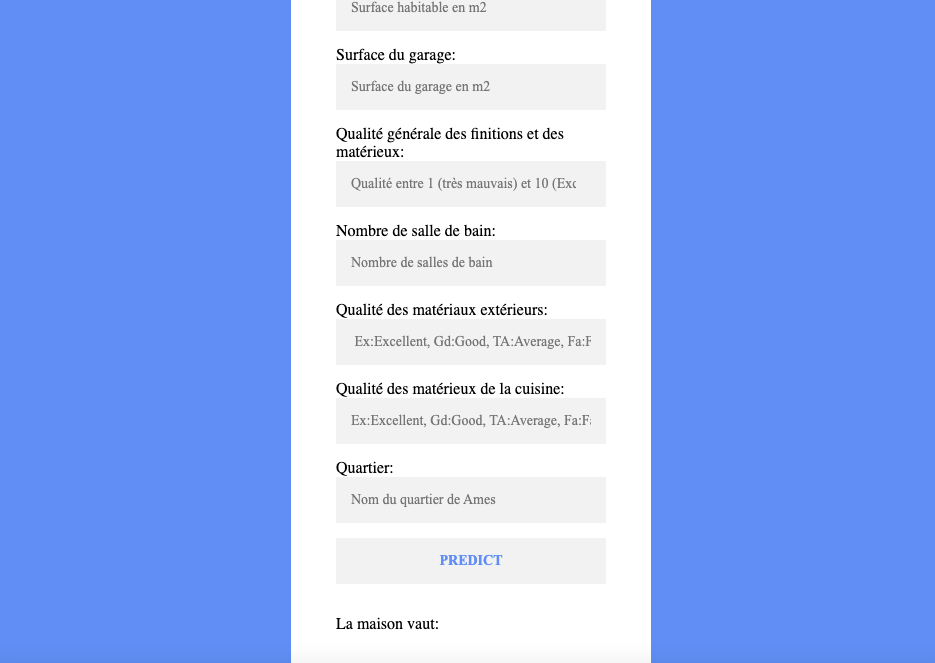 Surface habitable en m2
Surface du garage:
Surface du garage en m2
Qualité générale des finitions et des
matérieux:
Qualité entre 1 (très mauvais) et 10 (Exc
Nombre de salle de bain:
Nombre de salles de bain
Qualité des matériaux extérieurs:
Ex:Excellent, Gd:Good, TA:Average, Fa:F
Qualité des matérieux de la cuisine:
Ex:Excellent, Gd:Good, TA:Average, Fa:Fa
Quartier:
Nom du quartier de Ames
PREDICT
La maison vaut: